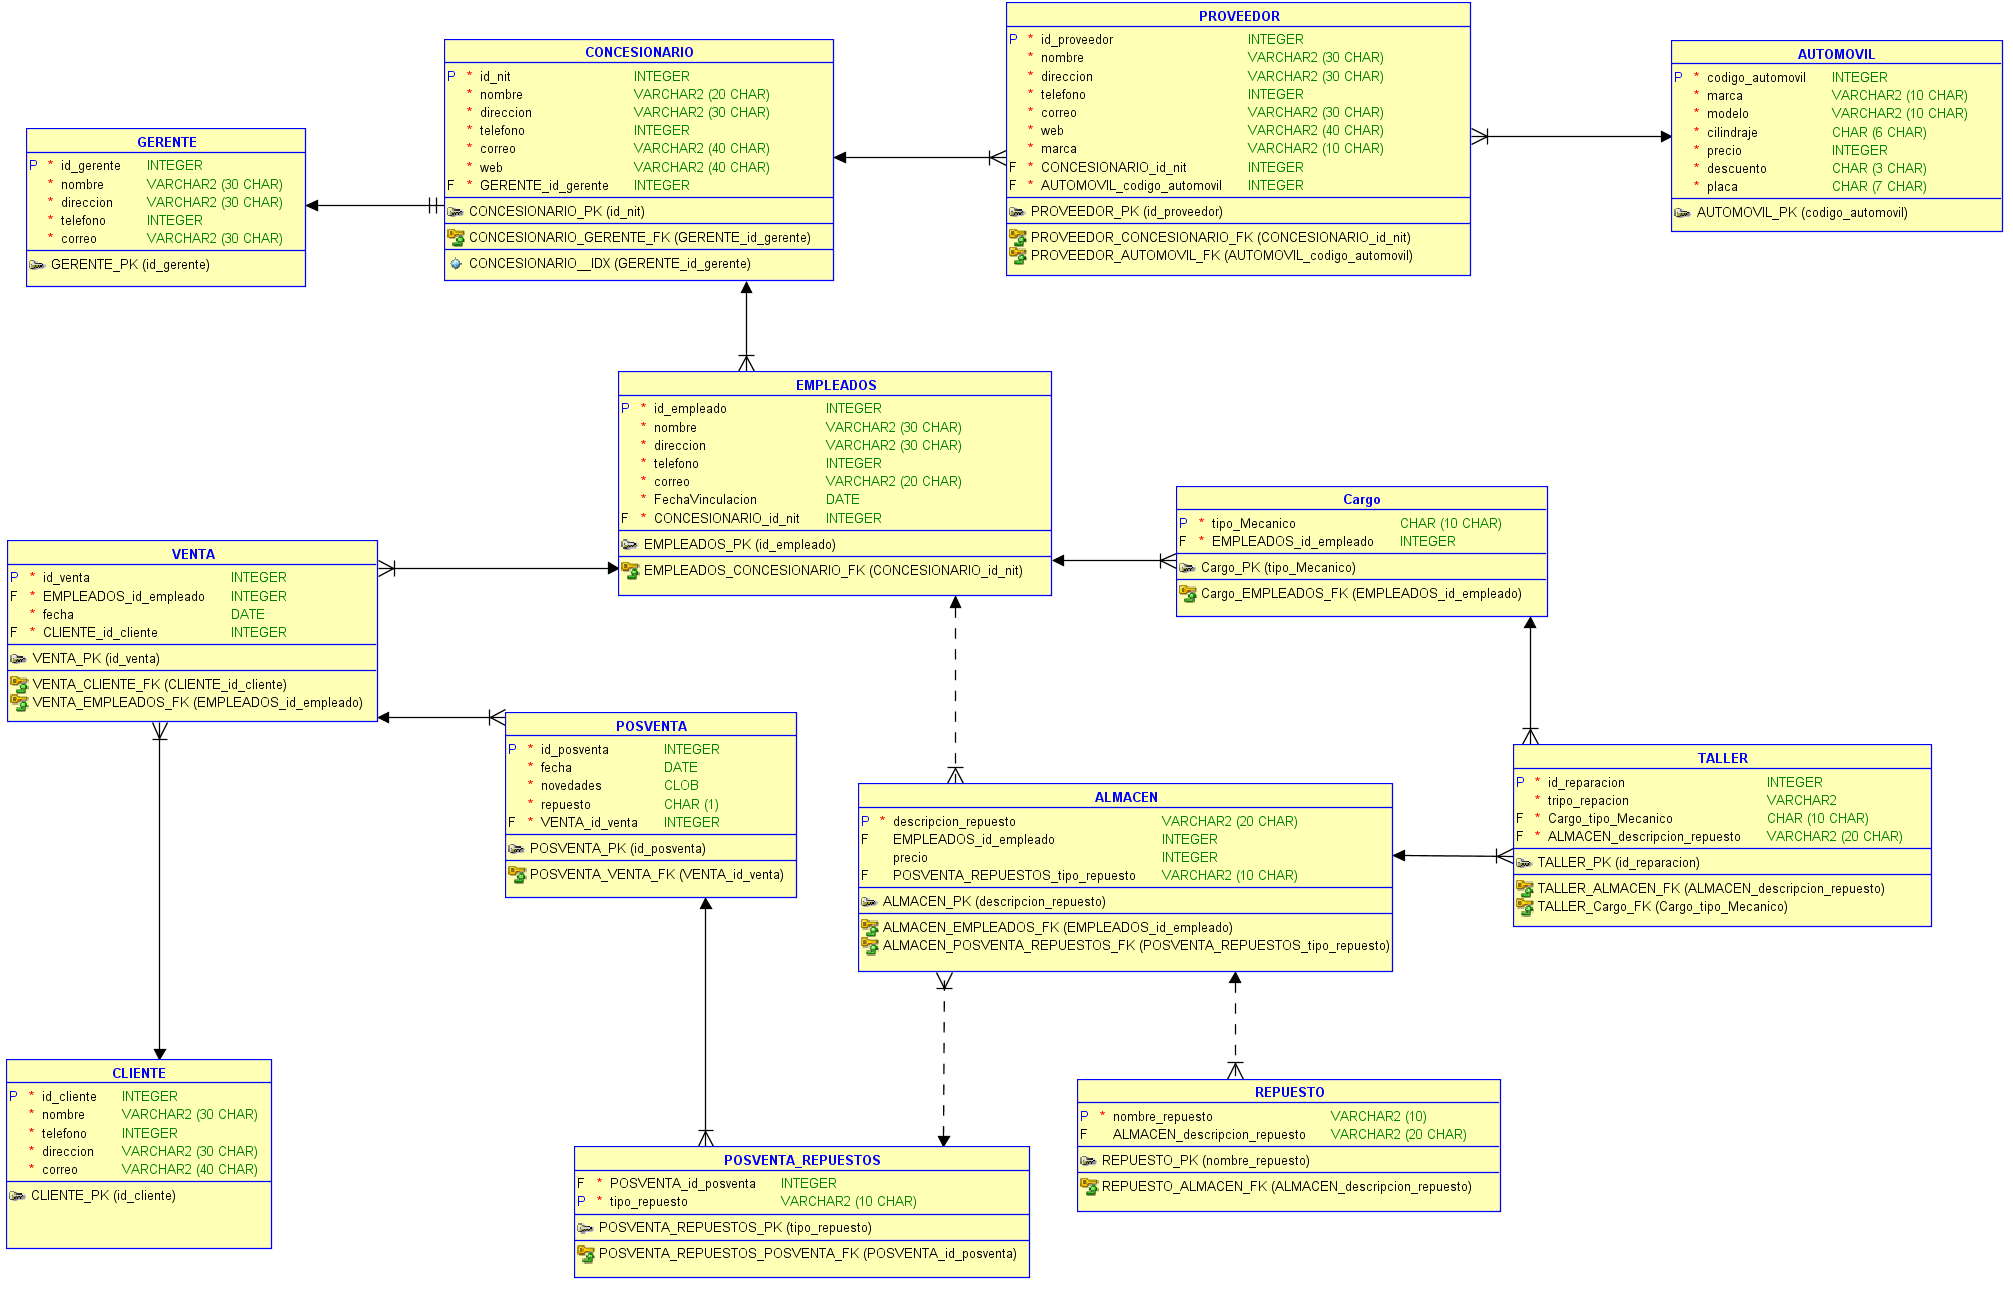 GERENTE
P * id_gerente INTEGER
* nombre VARCHAR2 (30 CHAR)
* direccion VARCHAR2 (30 CHAR)
* telefono INTEGER
* correo VARCHAR2 (30 CHAR)
GERENTE_PK (id_gerente)
CONCESIONARIO
P * id_nit INTEGER
* nombre VARCHAR2 (20 CHAR)
* direccion VARCHAR2 (30 CHAR)
* telefono INTEGER
* correo VARCHAR2 (40 CHAR)
* web VARCHAR2 (40 CHAR)
F * GERENTE_id_gerente INTEGER
CONCESIONARIO_PK (id_nit)
CONCESIONARIO_GERENTE_FK (GERENTE_id_gerente)
CONCESIONARIO__IDX (GERENTE_id_gerente)
PROVEEDOR
P * id_proveedor INTEGER
* nombre VARCHAR2 (30 CHAR)
* direccion VARCHAR2 (30 CHAR)
* telefono INTEGER
* correo VARCHAR2 (30 CHAR)
* web VARCHAR2 (40 CHAR)
* marca VARCHAR2 (10 CHAR)
F * CONCESIONARIO_id_nit INTEGER
F * AUTOMOVIL_codigo_automovil INTEGER
PROVEEDOR_PK (id_proveedor)
PROVEEDOR_CONCESIONARIO_FK (CONCESIONARIO_id_nit)
PROVEEDOR_AUTOMOVIL_FK (AUTOMOVIL_codigo_automovil)
AUTOMOVIL
P * codigo_automovil INTEGER
* marca VARCHAR2 (10 CHAR)
* modelo VARCHAR2 (10 CHAR)
* cilindraje CHAR (6 CHAR)
* precio INTEGER
* descuento CHAR (3 CHAR)
* placa CHAR (7 CHAR)
AUTOMOVIL_PK (codigo_automovil)
EMPLEADOS
P * id_empleado INTEGER
* nombre VARCHAR2 (30 CHAR)
* direccion VARCHAR2 (30 CHAR)
* telefono INTEGER
* correo VARCHAR2 (20 CHAR)
* FechaVinculacion DATE
F * CONCESIONARIO_id_nit INTEGER
EMPLEADOS_PK (id_empleado)
EMPLEADOS_CONCESIONARIO_FK (CONCESIONARIO_id_nit)
Cargo
P * tipo_Mecanico CHAR (10 CHAR)
F * EMPLEADOS_id_empleado INTEGER
Cargo_PK (tipo_Mecanico)
Cargo_EMPLEADOS_FK (EMPLEADOS_id_empleado)
VENTA
P * id_venta INTEGER
F * EMPLEADOS_id_empleado INTEGER
* fecha DATE
F * CLIENTE_id_cliente INTEGER
VENTA_PK (id_venta)
VENTA_CLIENTE_FK (CLIENTE_id_cliente)
VENTA_EMPLEADOS_FK (EMPLEADOS_id_empleado)
POSVENTA
P * id_posventa INTEGER
* fecha DATE
* novedades CLOB
* repuesto CHAR (1)
F * VENTA_id_venta INTEGER
POSVENTA_PK (id_posventa)
POSVENTA_VENTA_FK (VENTA_id_venta)
ALMACEN
P * descripcion_repuesto VARCHAR2 (20 CHAR)
F EMPLEADOS_id_empleado INTEGER
precio INTEGER
F POSVENTA_REPUESTOS_tipo_repuesto VARCHAR2 (10 CHAR)
ALMACEN_PK (descripcion_repuesto)
ALMACEN_EMPLEADOS_FK (EMPLEADOS_id_empleado)
ALMACEN_POSVENTA_REPUESTOS_FK (POSVENTA_REPUESTOS_tipo_repuesto)
TALLER
P * id_reparacion INTEGER
* tripo_repacion VARCHAR2
F * Cargo_tipo_Mecanico CHAR (10 CHAR)
F * ALMACEN_descripcion_repuesto VARCHAR2 (20 CHAR)
TALLER_PK (id_reparacion)
TALLER_ALMACEN_FK (ALMACEN_descripcion_repuesto)
TALLER_Cargo_FK (Cargo_tipo_Mecanico)
CLIENTE
P * id_cliente INTEGER
* nombre VARCHAR2 (30 CHAR)
* telefono INTEGER
* direccion VARCHAR2 (30 CHAR)
* correo VARCHAR2 (40 CHAR)
CLIENTE_PK (id_cliente)
POSVENTA_REPUESTOS
F * POSVENTA_id_posventa INTEGER
P * tipo_repuesto VARCHAR2 (10 CHAR)
POSVENTA_REPUESTOS_PK (tipo_repuesto)
POSVENTA_REPUESTOS_POSVENTA_FK (POSVENTA_id_posventa)
REPUESTO
P * nombre_repuesto VARCHAR2 (10)
F ALMACEN_descripcion_repuesto VARCHAR2 (20 CHAR)
REPUESTO_PK (nombre_repuesto)
REPUESTO_ALMACEN_FK (ALMACEN_descripcion_repuesto)